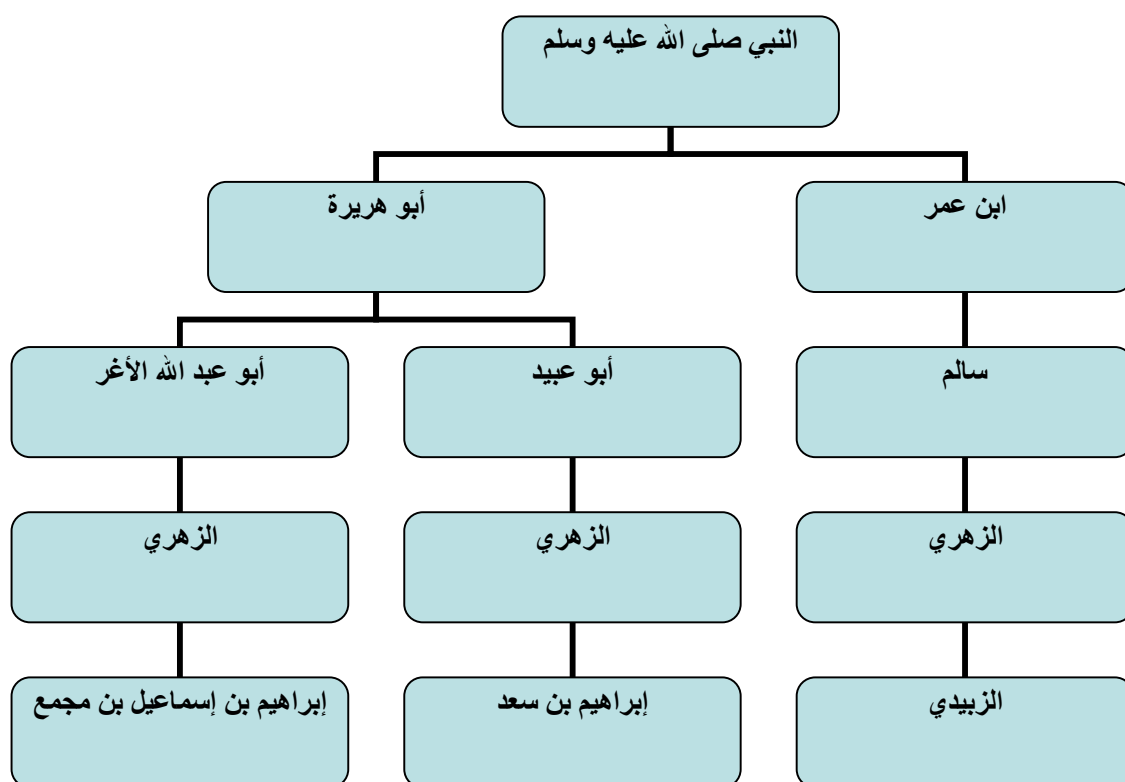 النبي صلى الله عليه وسلم
ابن عمر
أبو هريرة
سالم
أبو عبيد
أبو عبد الله الأغر
الزهري
الزهري
الزهري
الزبيدي
إبراهيم بن سعد
إبراهيم بن إسماعيل بن مجمع